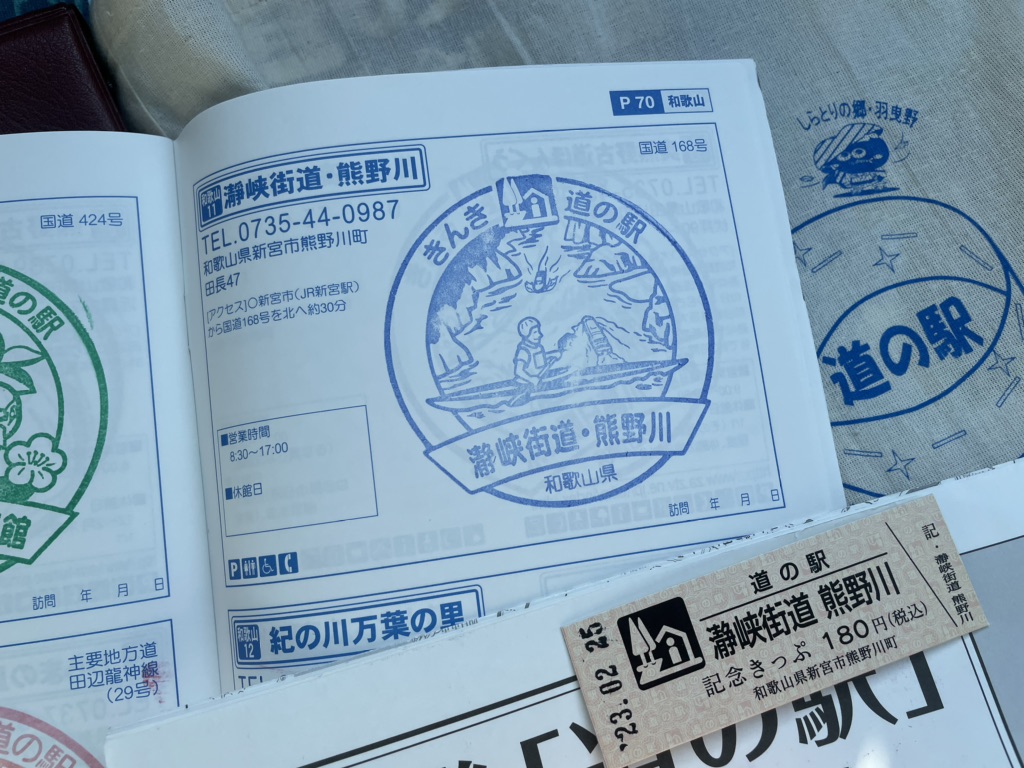 P 70 和歌山
国道 168号
和歌山
11
瀞峡街道・熊野川
TEL.0735-44-0987
和歌山県新宮市熊野川町
田長47
[アクセス]○新宮市(JR新宮駅)
から国道168号を北へ約30分
■営業時間
8:30〜17:00
■休館日
きんき 道の駅
瀞峡街道・熊野川
和歌山県
訪問 年 月 日
P
和歌山
12
紀の川万葉の里
国道 424号
道の駅
館
訪問 年 月 日
主要地方道
田辺龍神線
(29号)
道の駅
しらとりの郷・羽曳野
道の駅
'23.02 25
道の駅
瀞峡街道 熊野川
記念きっぷ 180円(税込)
和歌山県新宮市熊野川町
記・瀞峡街道 熊野川
の駅」